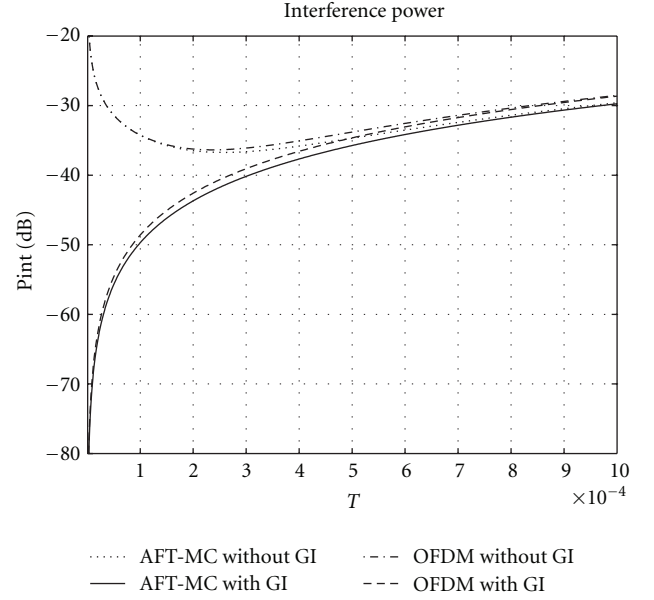 Interference power
−20
−30
−40
−50
−60
−70
−80
Pint (dB)
1 2 3 4 5 6 7 8 9 10
T
×10−4
AFT-MC without GI
AFT-MC with GI
OFDM without GI
OFDM with GI